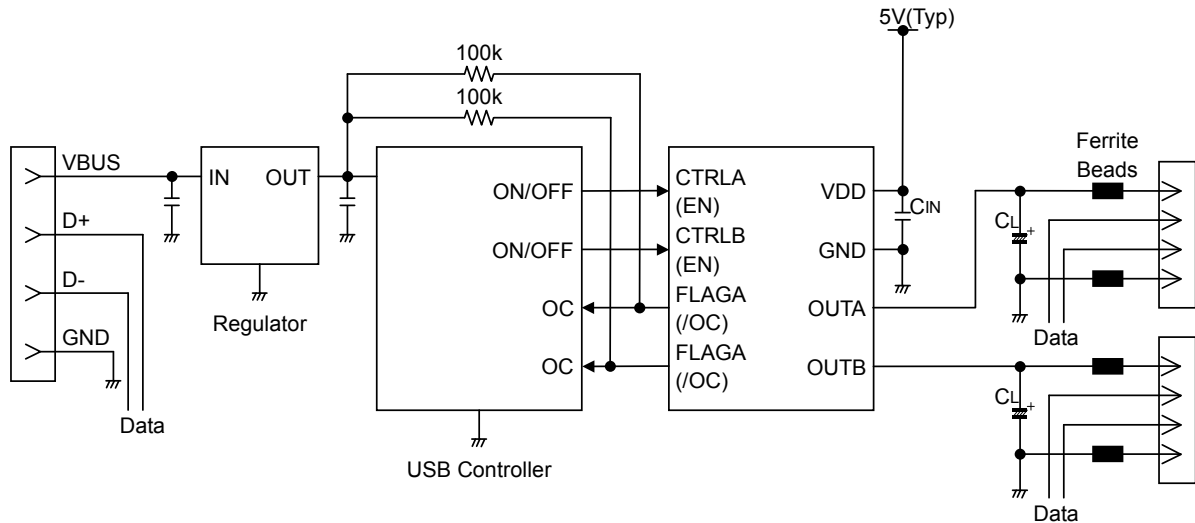 5V(Typ)
100k
100k
VBUS
D+
D-
GND
Data
IN
OUT
Regulator
ON/OFF
ON/OFF
OC
OC
USB Controller
CTRLA
(EN)
CTRLB
(EN)
FLAGA
(/OC)
FLAGA
(/OC)
VDD
GND
OUTA
OUTB
CIN
Ferrite
Beads
CL
+
Data
CL
+
Data